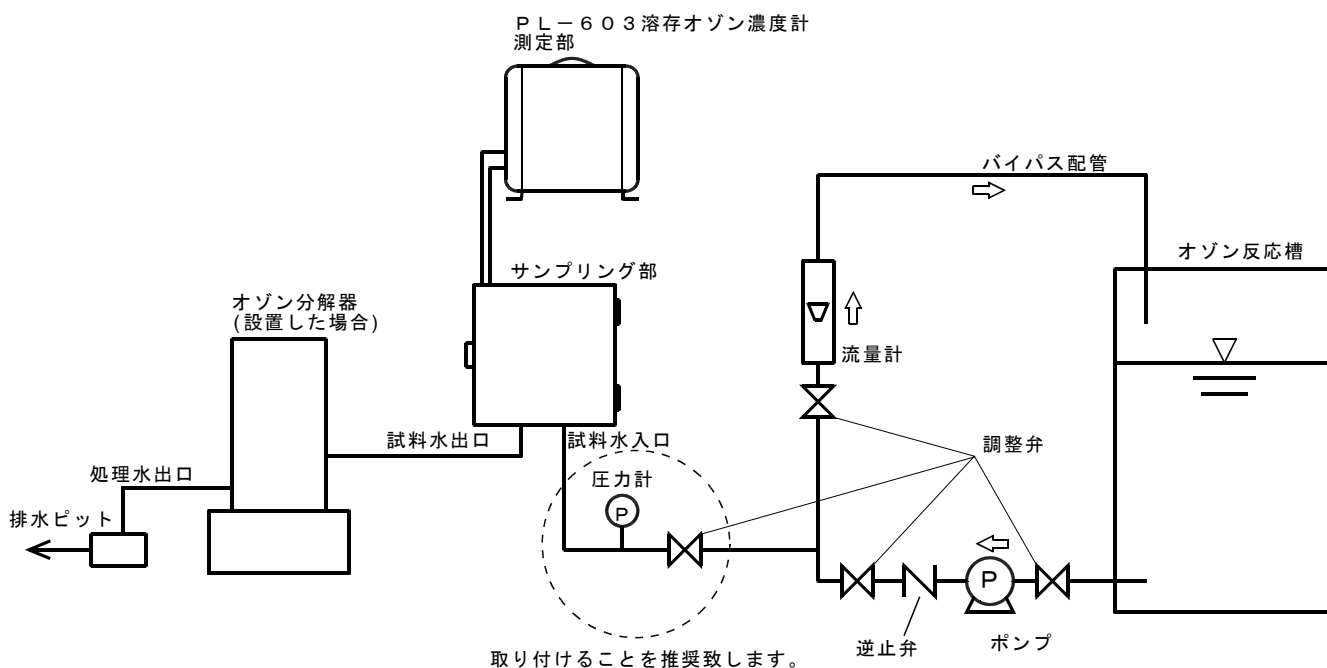 ＰＬ－６０３溶存オゾン濃度計
測定部
バイパス配管
オゾン反応槽
サンプリング部
オゾン分解器
(設置した場合)
流量計
試料水出口
試料水入口
調整弁
処理水出口
圧力計
排水ピット
P
P
逆止弁
ポンプ
取り付けることを推奨致します。